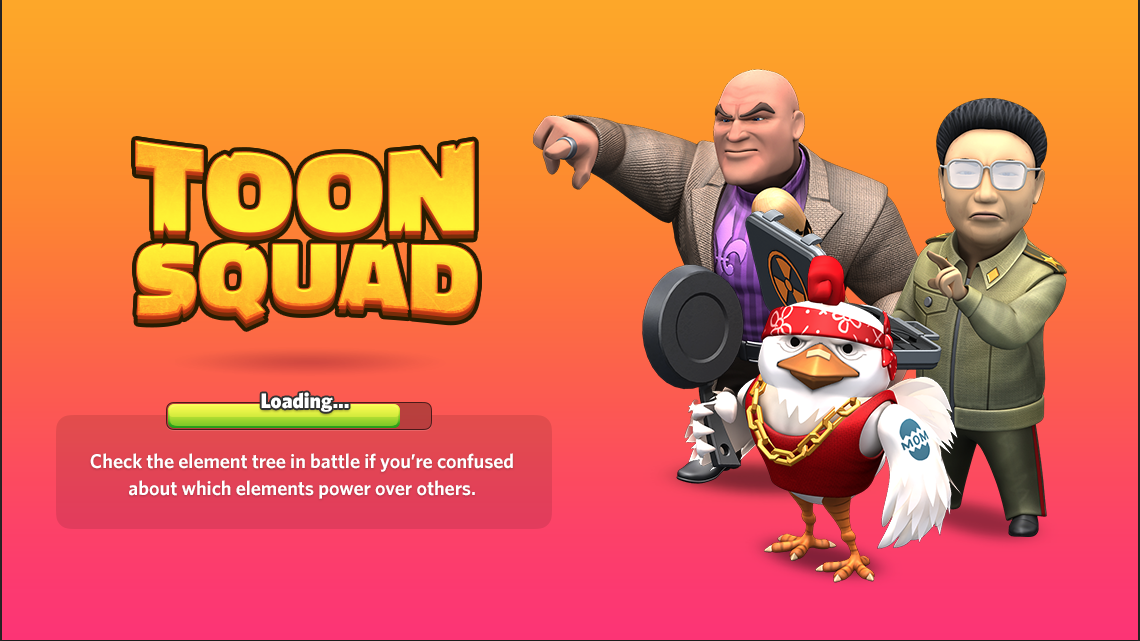 TOON
SQUAD
Loading...
Check the element tree in battle if you're confused
about which elements power over others.
MOM